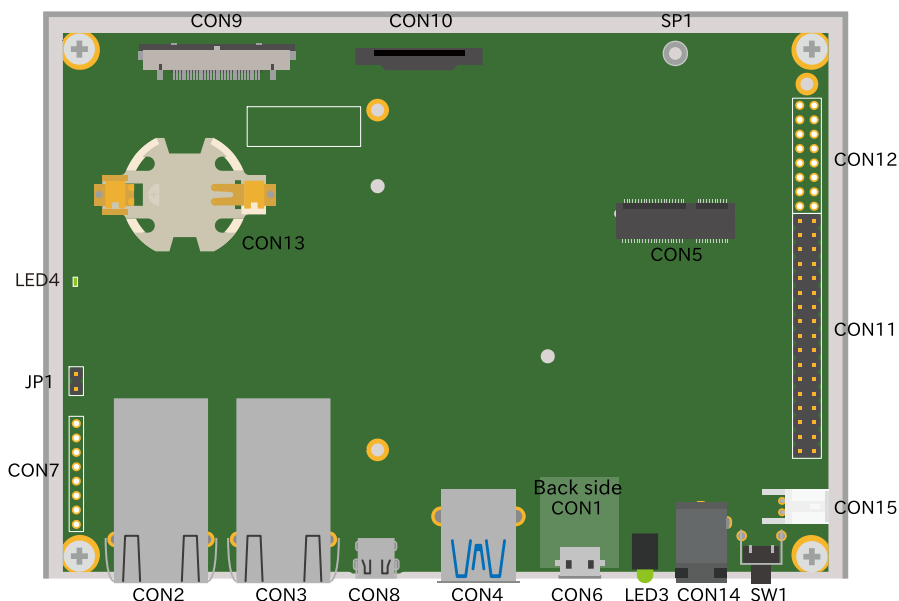 CON9
CON10
SP1
CON12
CON13
CON5
LED4
CON11
JP1
CON7
Back side
CON1
CON15
CON2
CON3
CON8
CON4
CON6
LED3
CON14
SW1